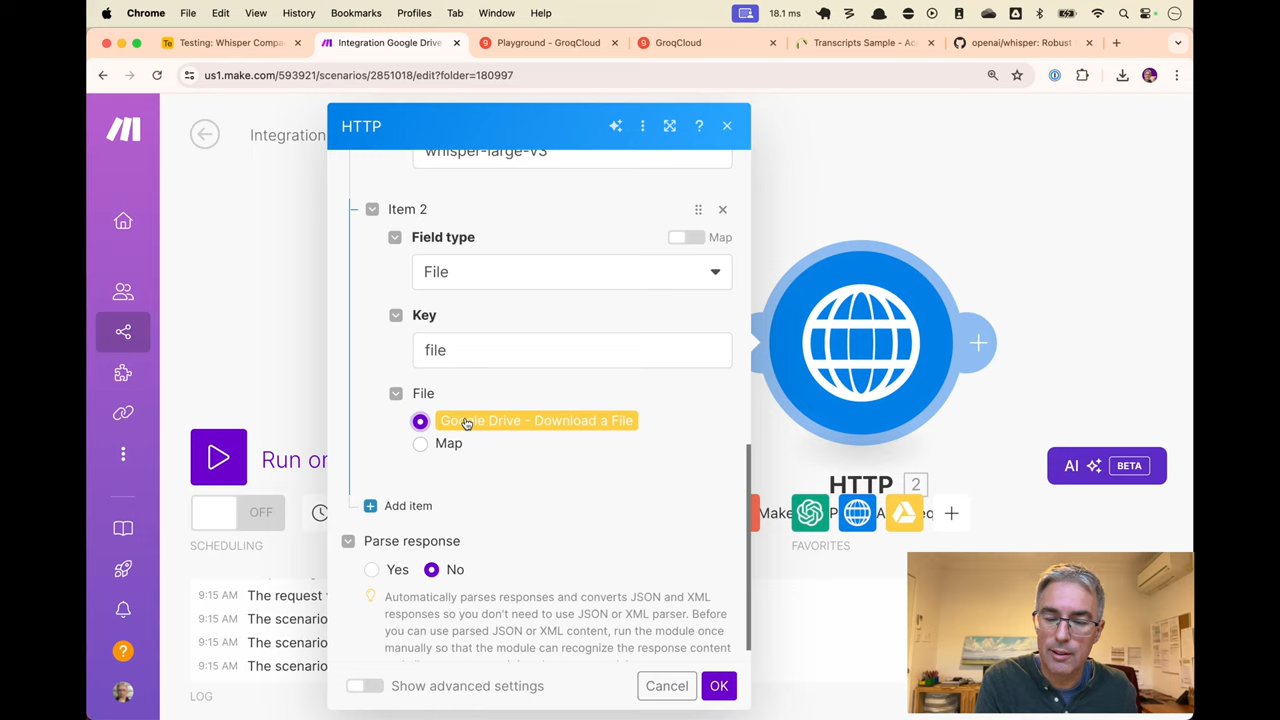 Chrome File Edit View History Bookmarks Profiles Tab Window Help 18.1 ms
Testing: Whisper Compa Integration Google Drive Playground - GroqCloud GroqCloud Transcripts Sample - Ac openai/whisper: Robust
us1.make.com/593921/scenarios/2851018/edit?folder=180997
Integration
HTTP
whisper-large-v3
Item 2
Field type
Map
File
Key
file
File
Google Drive - Download a File
Map
Add item
Parse response
Yes No
Automatically parses responses and converts JSON and XML
responses so you don't need to use JSON or XML parser. Before
you can use parsed JSON or XML content, run the module once
manually so that the module can recognize the response content
Show advanced settings
Cancel
OK
Run on
OFF
SCHEDULING
9:15 AM The request
9:15 AM The scenario
9:15 AM The scenario
9:15 AM The scenario
LOG
HTTP 2
Make
FAVORITES
AI BETA